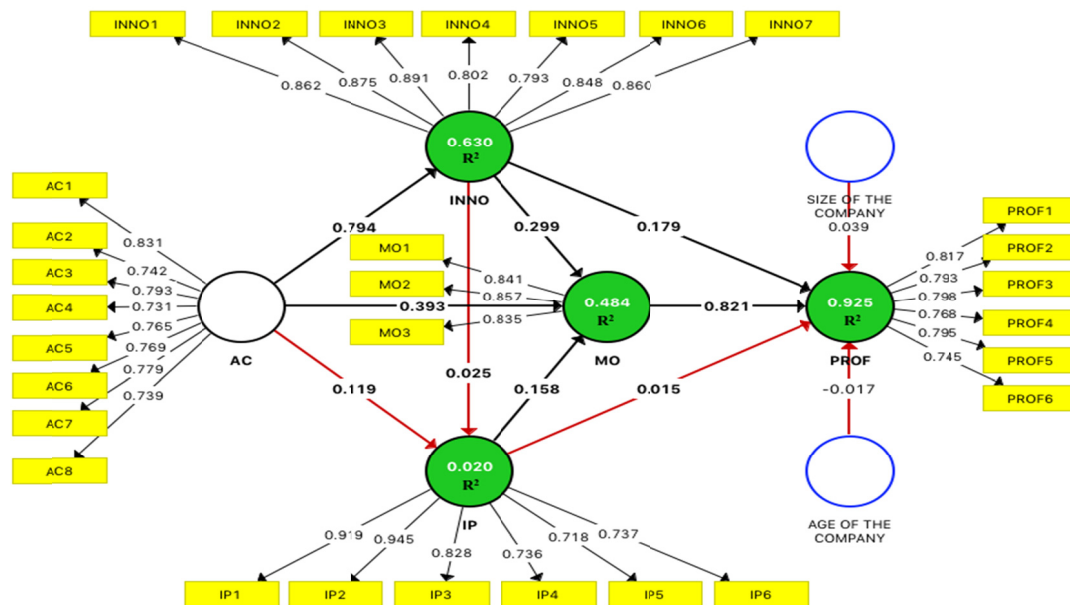 INNO1 INNO2 INNO3 INNO4 INNO5 INNO6 INNO7
0.862 0.875 0.891 0.802 0.793 0.848 0.860
0.630
R²
INNO
AC1
AC2
AC3
AC4
AC5
AC6
AC7
AC8
0.831
0.742
0.793
0.731
0.765
0.769
0.779
0.739
AC
0.794
0.393
0.119
0.299
0.179
0.025
MO1
MO2
MO3
0.841
0.857
0.835
0.484
R²
MO
0.821
0.158
0.015
SIZE OF THE
COMPANY
0.039
0.925
R²
PROF
-0.017
AGE OF THE
COMPANY
PROF1
PROF2
PROF3
PROF4
PROF5
PROF6
0.817
0.793
0.798
0.768
0.795
0.745
0.020
R²
IP
0.919 0.945 0.828 0.736 0.718 0.737
IP1 IP2 IP3 IP4 IP5 IP6